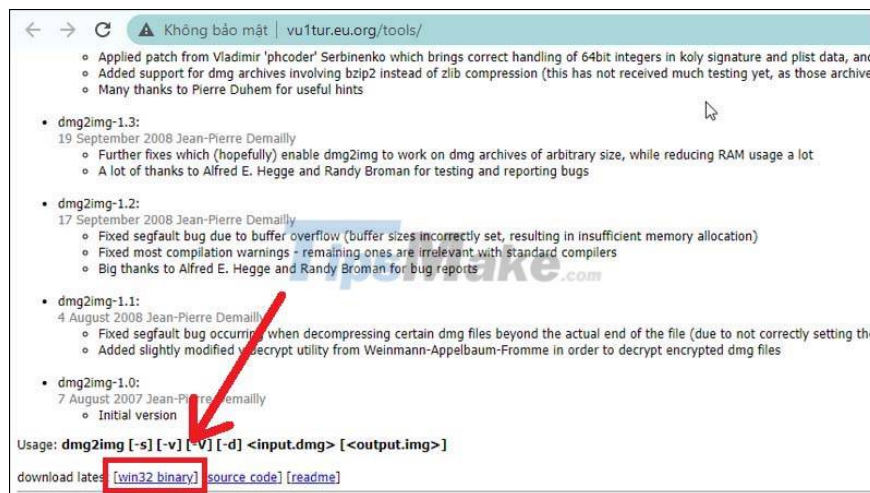 Không bảo mật | vu1tur.eu.org/tools/
Applied patch from Vladimir 'phcoder' Serbinenko which brings correct handling of 64bit integers in koly signature and plist data, and
Added support for dmg archives involving bzip2 instead of zlib compression (this has not received much testing yet, as those archive
Many thanks to Pierre Duhem for useful hints
dmg2img-1.3:
19 September 2008 Jean-Pierre Demailly
Further fixes which (hopefully) enable dmg2img to work on dmg archives of arbitrary size, while reducing RAM usage a lot
A lot of thanks to Alfred E. Hegge and Randy Broman for testing and reporting bugs
dmg2img-1.2:
17 September 2008 Jean-Pierre Demailly
Fixed segfault bug due to buffer overflow (buffer sizes incorrectly set, resulting in insufficient memory allocation)
Fixed most compilation warnings - remaining ones are irrelevant with standard compilers
Big thanks to Alfred E. Hegge and Randy Broman for bug reports
TipsMake.com
dmg2img-1.1:
4 August 2008 Jean-Pierre Demailly
Fixed segfault bug occurring when decompressing certain dmg files beyond the actual end of the file (due to not correctly setting the
Added slightly modified vfdecrypt utility from Weinmann-Appelbaum-Fromme in order to decrypt encrypted dmg files
dmg2img-1.0:
7 August 2007 Jean-Pierre Demailly
Initial version
Usage: dmg2img [-s] [-v] [-V] [-d] <input.dmg> [<output.img>]
download latest [win32 binary] [source code] [readme]